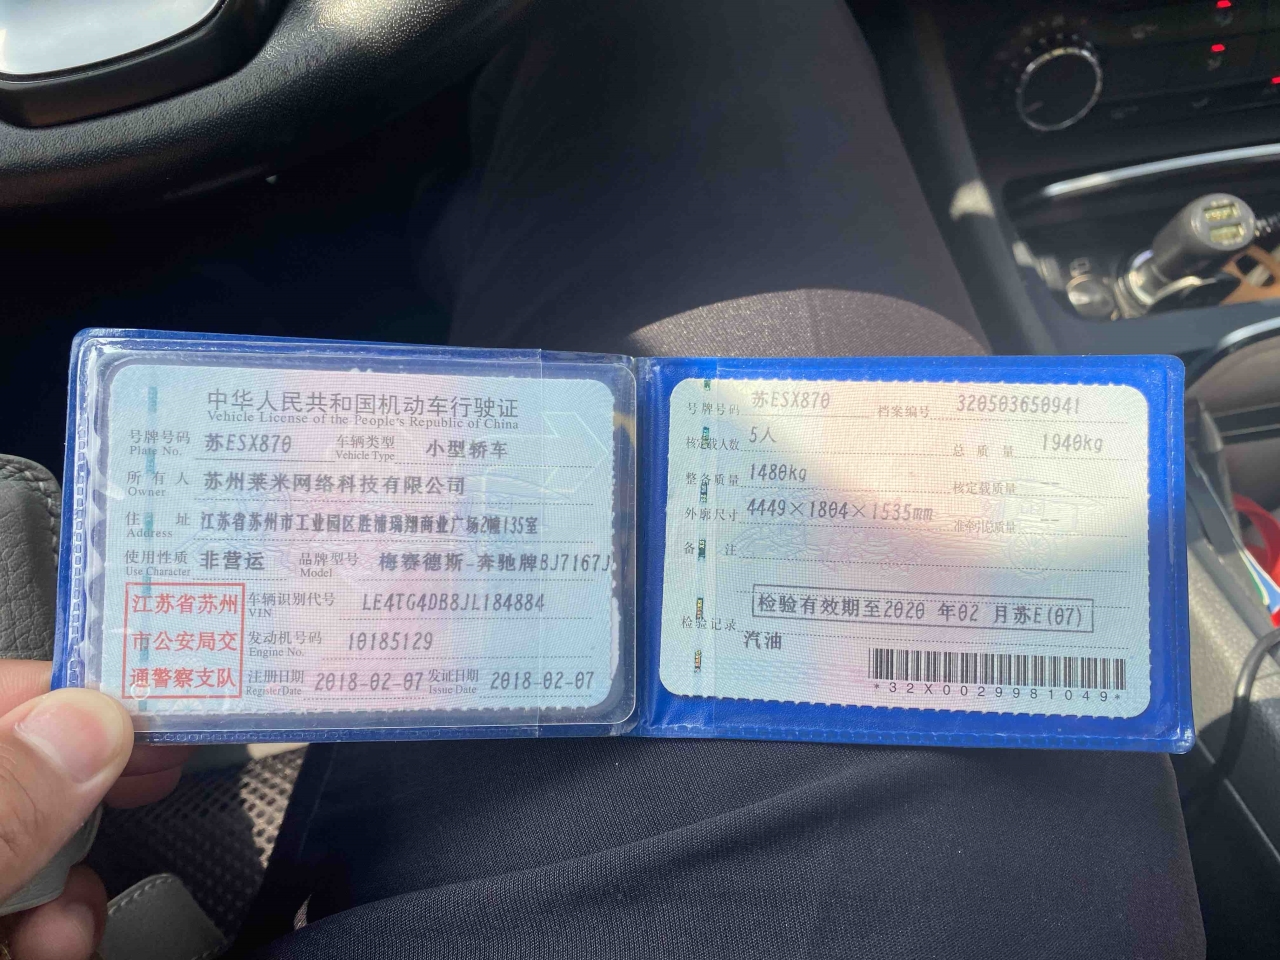 中华人民共和国机动车行驶证
Vehicle License of the People's Republic of China
号牌号码 苏ESX870 车辆类型 小型轿车
Plate No. Vehicle Type
所有人 苏州莱米网络科技有限公司
Owner
住址 江苏省苏州市工业园区胜浦瑞翔商业广场2幢135室
Address
使用性质 非营运 品牌型号 梅赛德斯-奔驰牌BJ7167J
Use Character Model
江苏省苏州
市公安局交
通警察支队
车辆识别代号 LE4TG4DB8JL184884
VIN
发动机号码 10185129
Engine No.
注册日期 2018-02-07 发证日期 2018-02-07
Register Date Issue Date
号牌号码 苏ESX870 档案编号 320503650941
核定载人数 5人 总质量 1940kg
整备质量 1480kg 核定载质量 --
外廓尺寸 4449×1804×1535mm 准牵引总质量 --
备注
检验有效期至2020 年02 月苏E(07)
检验记录
汽油
*32X0029981049*